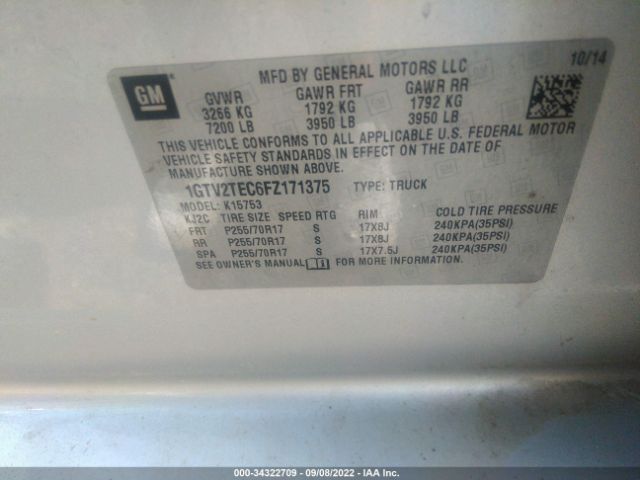 GM
MFD BY GENERAL MOTORS LLC
10/14
GVWR GAWR FRT GAWR RR
3266 KG 1792 KG 1792 KG
7200 LB 3950 LB 3950 LB
THIS VEHICLE CONFORMS TO ALL APPLICABLE U.S. FEDERAL MOTOR
VEHICLE SAFETY STANDARDS IN EFFECT ON THE DATE OF
MANUFACTURE SHOWN ABOVE.
1GTV2TEC6FZ171375 TYPE: TRUCK
MODEL: K15753
KJ2C TIRE SIZE SPEED RTG RIM COLD TIRE PRESSURE
FRT P255/70R17 S 17X8J 240KPA(35PSI)
RR P255/70R17 S 17X8J 240KPA(35PSI)
SPA P255/70R17 S 17X7.5J 240KPA(35PSI)
SEE OWNER'S MANUAL FOR MORE INFORMATION.
000-34322709 - 09/08/2022 - IAA Inc.